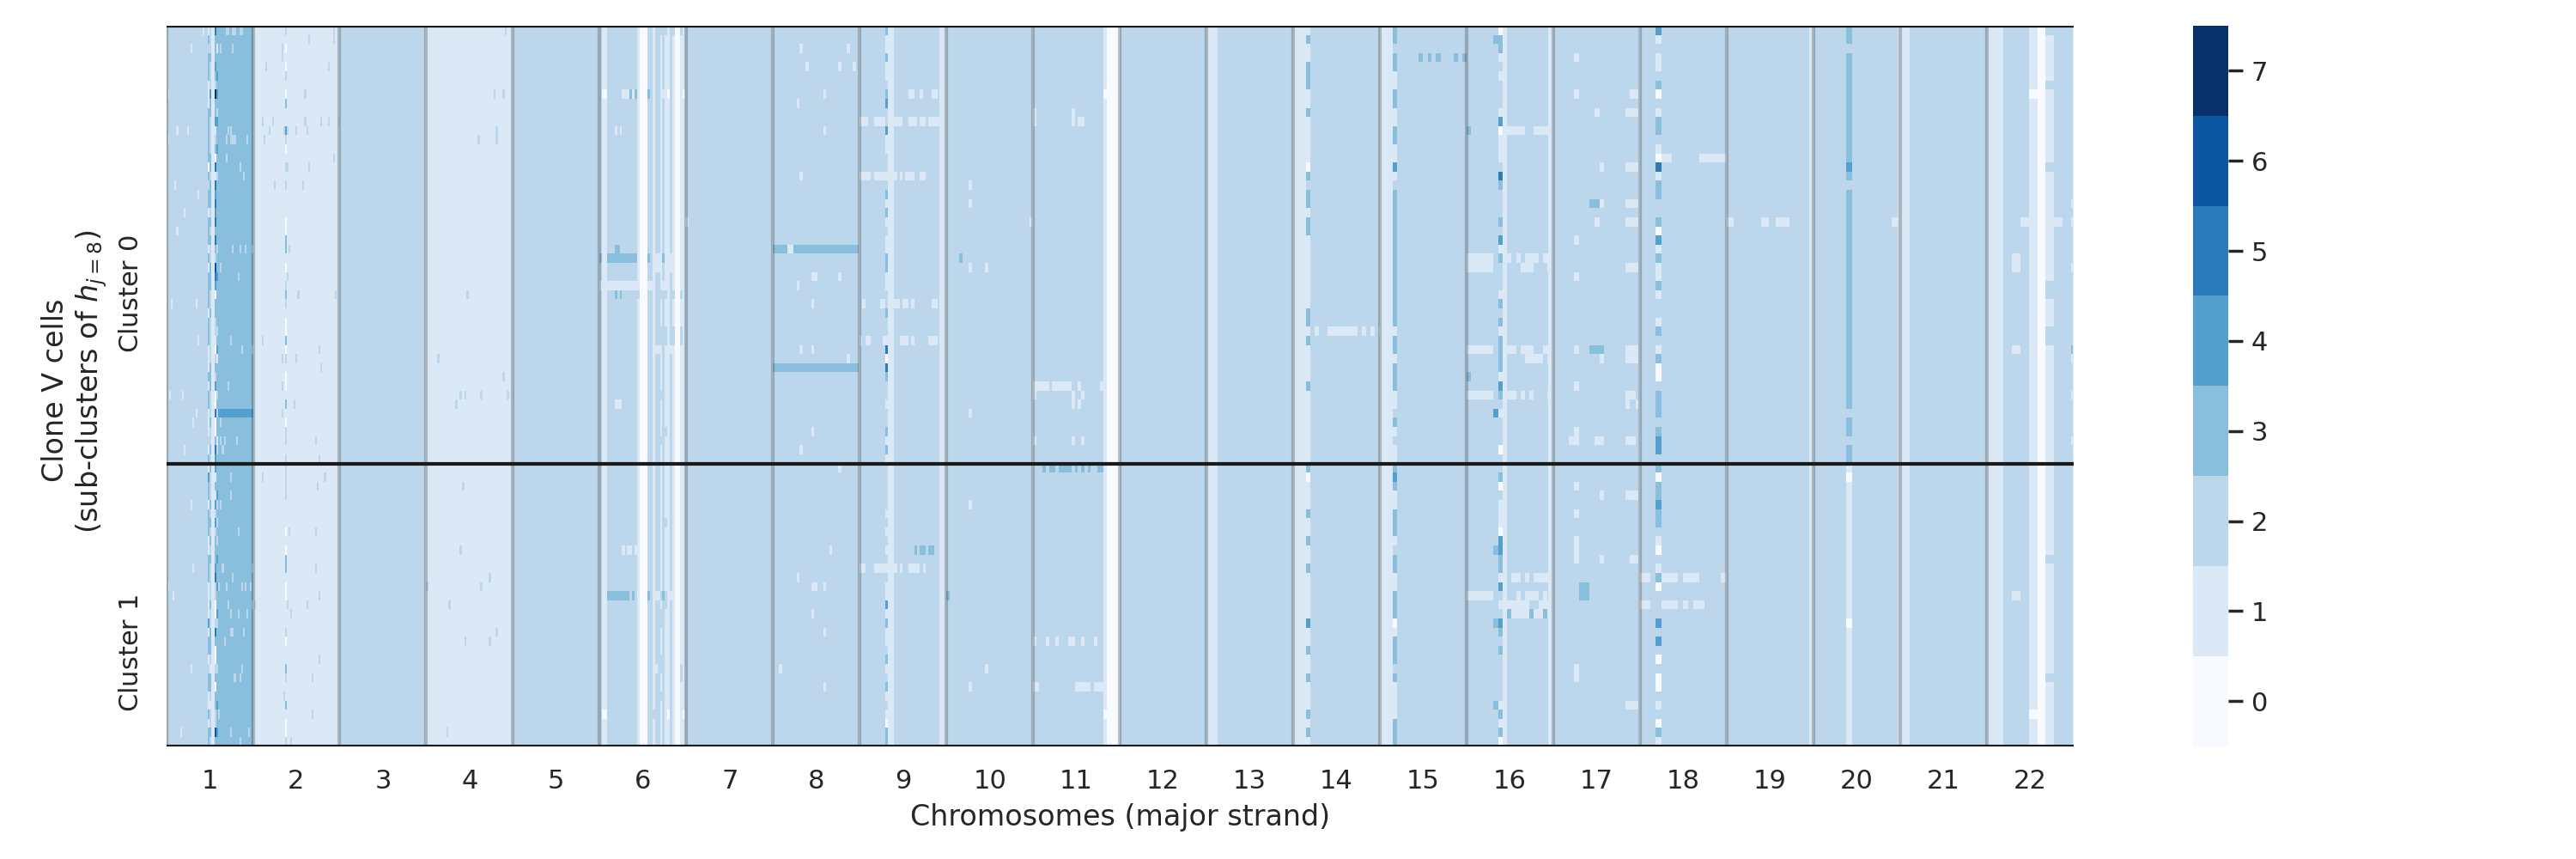 Clone V cells
(sub-clusters of h_{j=8})
Cluster 0
Cluster 1
1 2 3 4 5 6 7 8 9 10 11 12 13 14 15 16 17 18 19 20 21 22
Chromosomes (major strand)
7
6
5
4
3
2
1
0